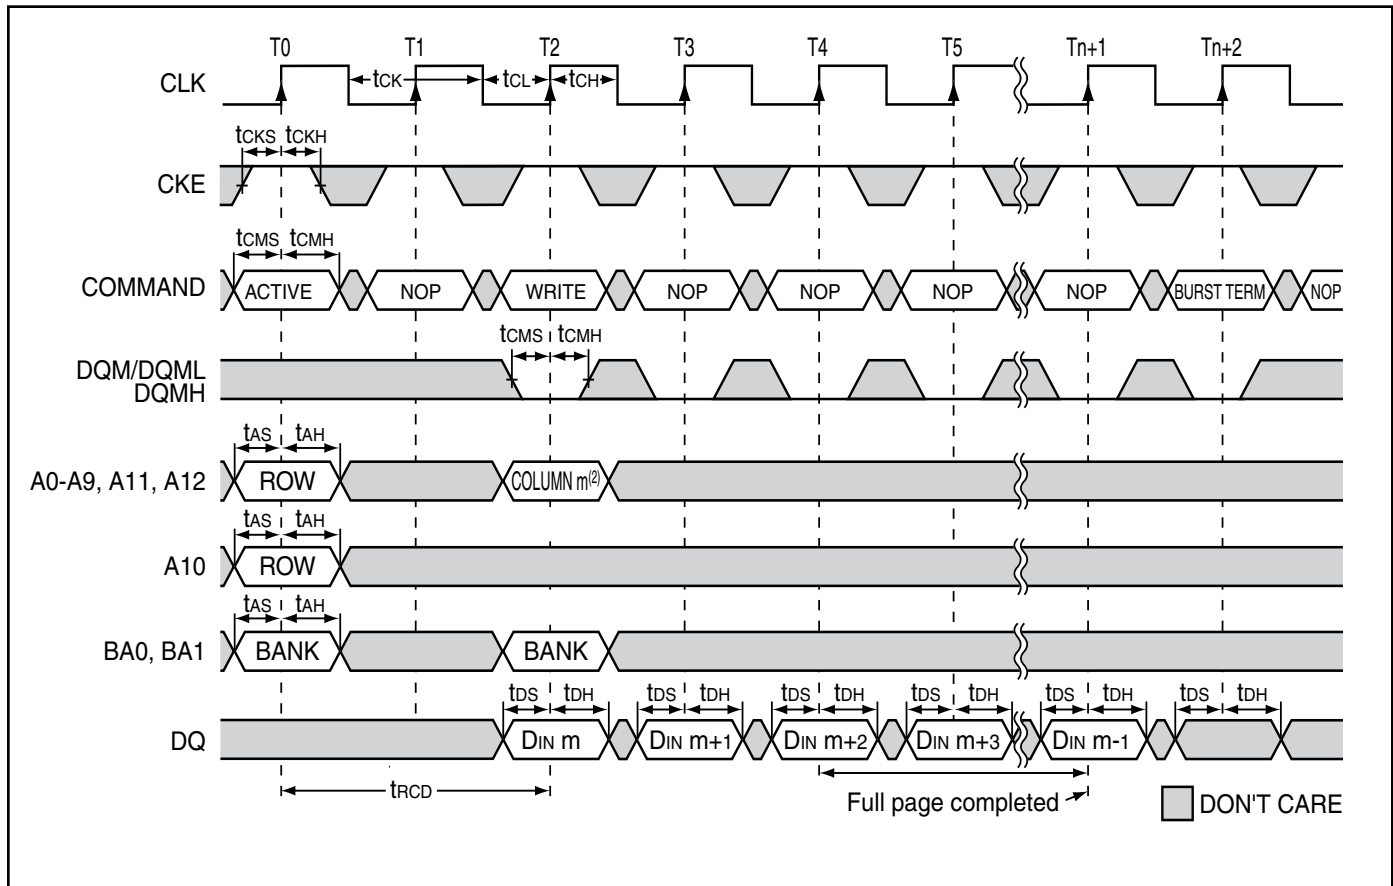 T0 T1 T2 T3 T4 T5 Tn+1 Tn+2
CLK
tCK tCL tCH
tCKS tCKH
CKE
tCMS tCMH
COMMAND ACTIVE NOP WRITE NOP NOP NOP NOP BURST TERM NOP
tCMS tCMH
DQM/DQML
DQMH
tAS tAH
A0-A9, A11, A12 ROW COLUMN m(2)
tAS tAH
A10 ROW
tAS tAH
BA0, BA1 BANK BANK
tDS tDH tDS tDH tDS tDH tDS tDH tDS tDH tDS tDH
DQ DIN m DIN m+1 DIN m+2 DIN m+3 DIN m-1
tRCD
Full page completed
DON'T CARE